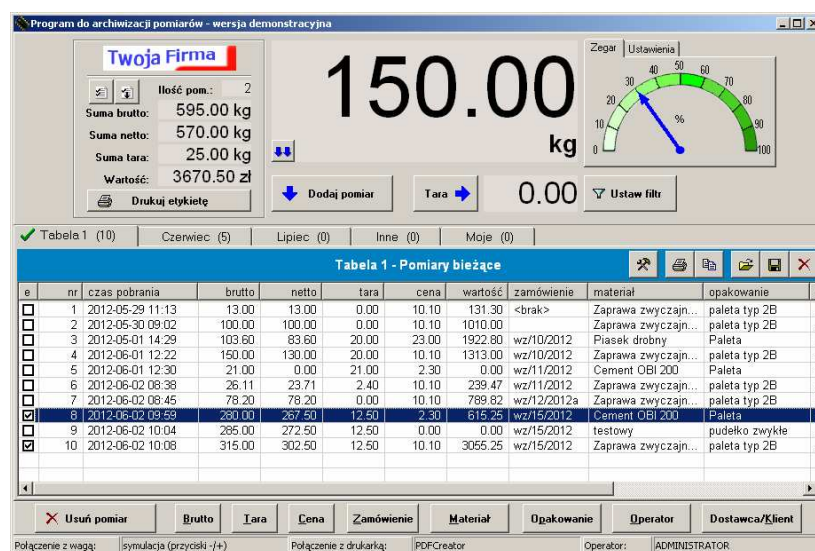 Program do archiwizacji pomiarów - wersja demonstracyjna
Twoja Firma
Ilość pom.: 2
Suma brutto: 595.00 kg
Suma netto: 570.00 kg
Suma tara: 25.00 kg
Wartość: 3670.50 zł
Drukuj etykietę
150.00
kg
Dodaj pomiar
Tara
0.00
Zegar Ustawienia
0 10 20 30 40 50 60 70 80 90 100
%
Ustaw filtr
Tabela 1 (10) Czerwiec (5) Lipiec (0) Inne (0) Moje (0)
Tabela 1 - Pomiary bieżące
e nr czas pobrania brutto netto tara cena wartość zamówienie materiał opakowanie
1 2012-05-29 11:13 13.00 13.00 0.00 10.10 131.30 <brak> Zaprawa zwyczajn... paleta typ 2B
2 2012-05-30 09:02 100.00 100.00 0.00 10.10 1010.00 Zaprawa zwyczajn... paleta typ 2B
3 2012-05-01 14:29 103.60 83.60 20.00 23.00 1922.80 wz/10/2012 Piasek drobny Paleta
4 2012-06-01 12:22 150.00 130.00 20.00 10.10 1313.00 wz/10/2012 Zaprawa zwyczajn... paleta typ 2B
5 2012-06-01 12:30 21.00 0.00 21.00 2.30 0.00 wz/11/2012 Cement OBI 200 Paleta
6 2012-06-02 08:38 26.11 23.71 2.40 10.10 239.47 wz/11/2012 Zaprawa zwyczajn... paleta typ 2B
7 2012-06-02 08:45 78.20 78.20 0.00 10.10 789.82 wz/12/2012a Zaprawa zwyczajn... paleta typ 2B
8 2012-06-02 09:59 280.00 267.50 12.50 2.30 615.25 wz/15/2012 Cement OBI 200 Paleta
9 2012-06-02 10:04 285.00 272.50 12.50 0.00 0.00 wz/15/2012 testowy pudełko zwykłe
10 2012-06-02 10:08 315.00 302.50 12.50 10.10 3055.25 wz/15/2012 Zaprawa zwyczajn... paleta typ 2B
Usuń pomiar Brutto Tara Cena Zamówienie Materiał Opakowanie Operator Dostawca/Klient
Połączenie z wagą: symulacja (przyciski -/+) Połączenie z drukarką: PDFCreator Operator: ADMINISTRATOR